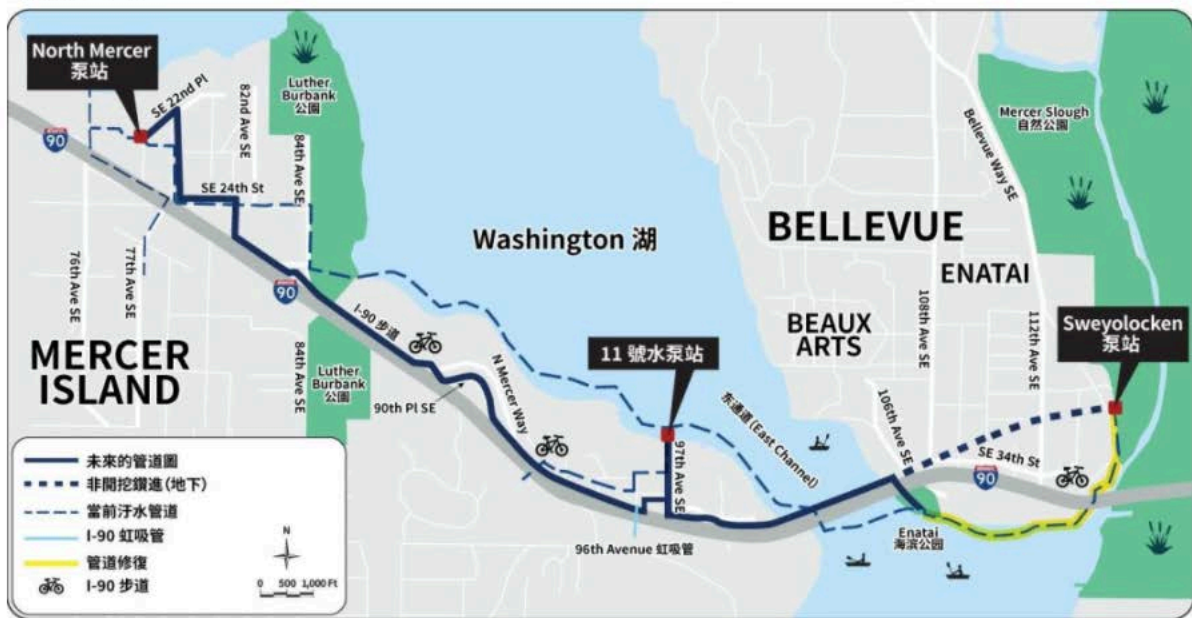 North Mercer
泵站
SE 22nd Pl
82nd Ave SE
Luther
Burbank
公園
84th Ave SE
90
SE 24th St
76th Ave SE
77th Ave SE
MERCER
ISLAND
90
84th Ave SE
Luther
Burbank
公園
I-90 步道
90th Pl SE
N Mercer Way
Washington 湖
11 號水泵站
97th Ave SE
96th Avenue 虹吸管
东通道(East Channel)
BELLEVUE
ENATAI
BEAUX
ARTS
108th Ave SE
106th Ave SE
112th Ave SE
Bellevue Way SE
Mercer Slough
自然公園
Sweyolocken
泵站
SE 34th St
90
Enatai
海滨公园
未來的管道圖
非開挖鑽進(地下)
當前汙水管道
I-90 虹吸管
管道修復
I-90 步道
N
0 500 1,000 Ft